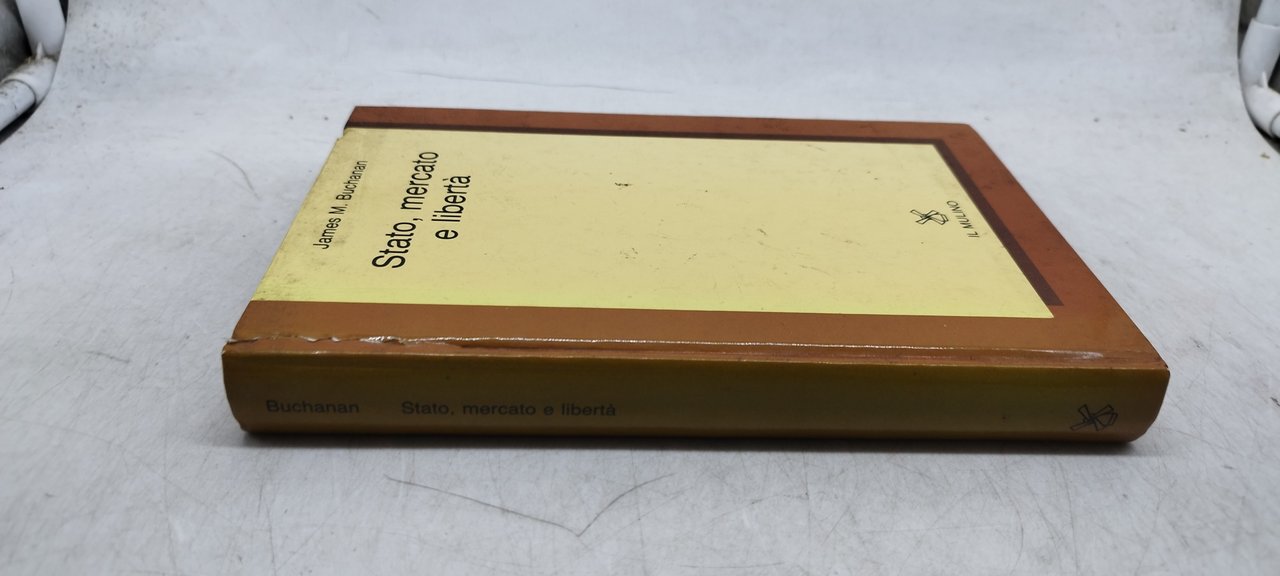 James M. Buchanan
Stato, mercato
e libertà
IL MULINO
Buchanan Stato, mercato e libertà